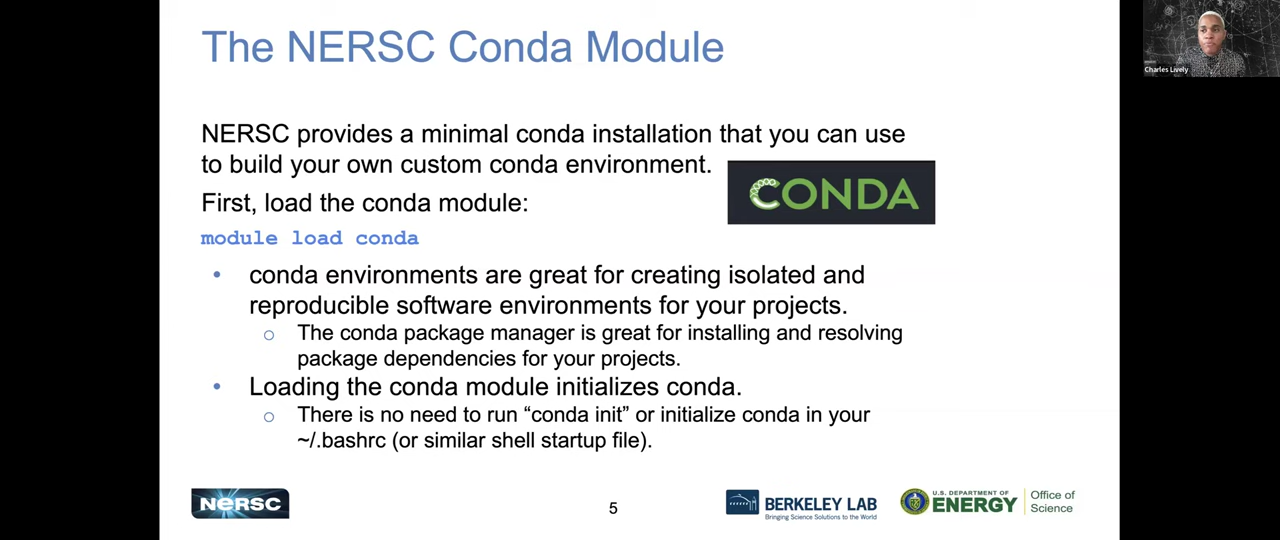 The NERSC Conda Module
Charles Lively
NERSC provides a minimal conda installation that you can use
to build your own custom conda environment.
CONDA
First, load the conda module:
module load conda
• conda environments are great for creating isolated and
reproducible software environments for your projects.
o The conda package manager is great for installing and resolving
package dependencies for your projects.
• Loading the conda module initializes conda.
o There is no need to run “conda init” or initialize conda in your
~/.bashrc (or similar shell startup file).
NERSC
5
BERKELEY LAB
Bringing Science Solutions to the World
U.S. DEPARTMENT OF
ENERGY
Office of
Science